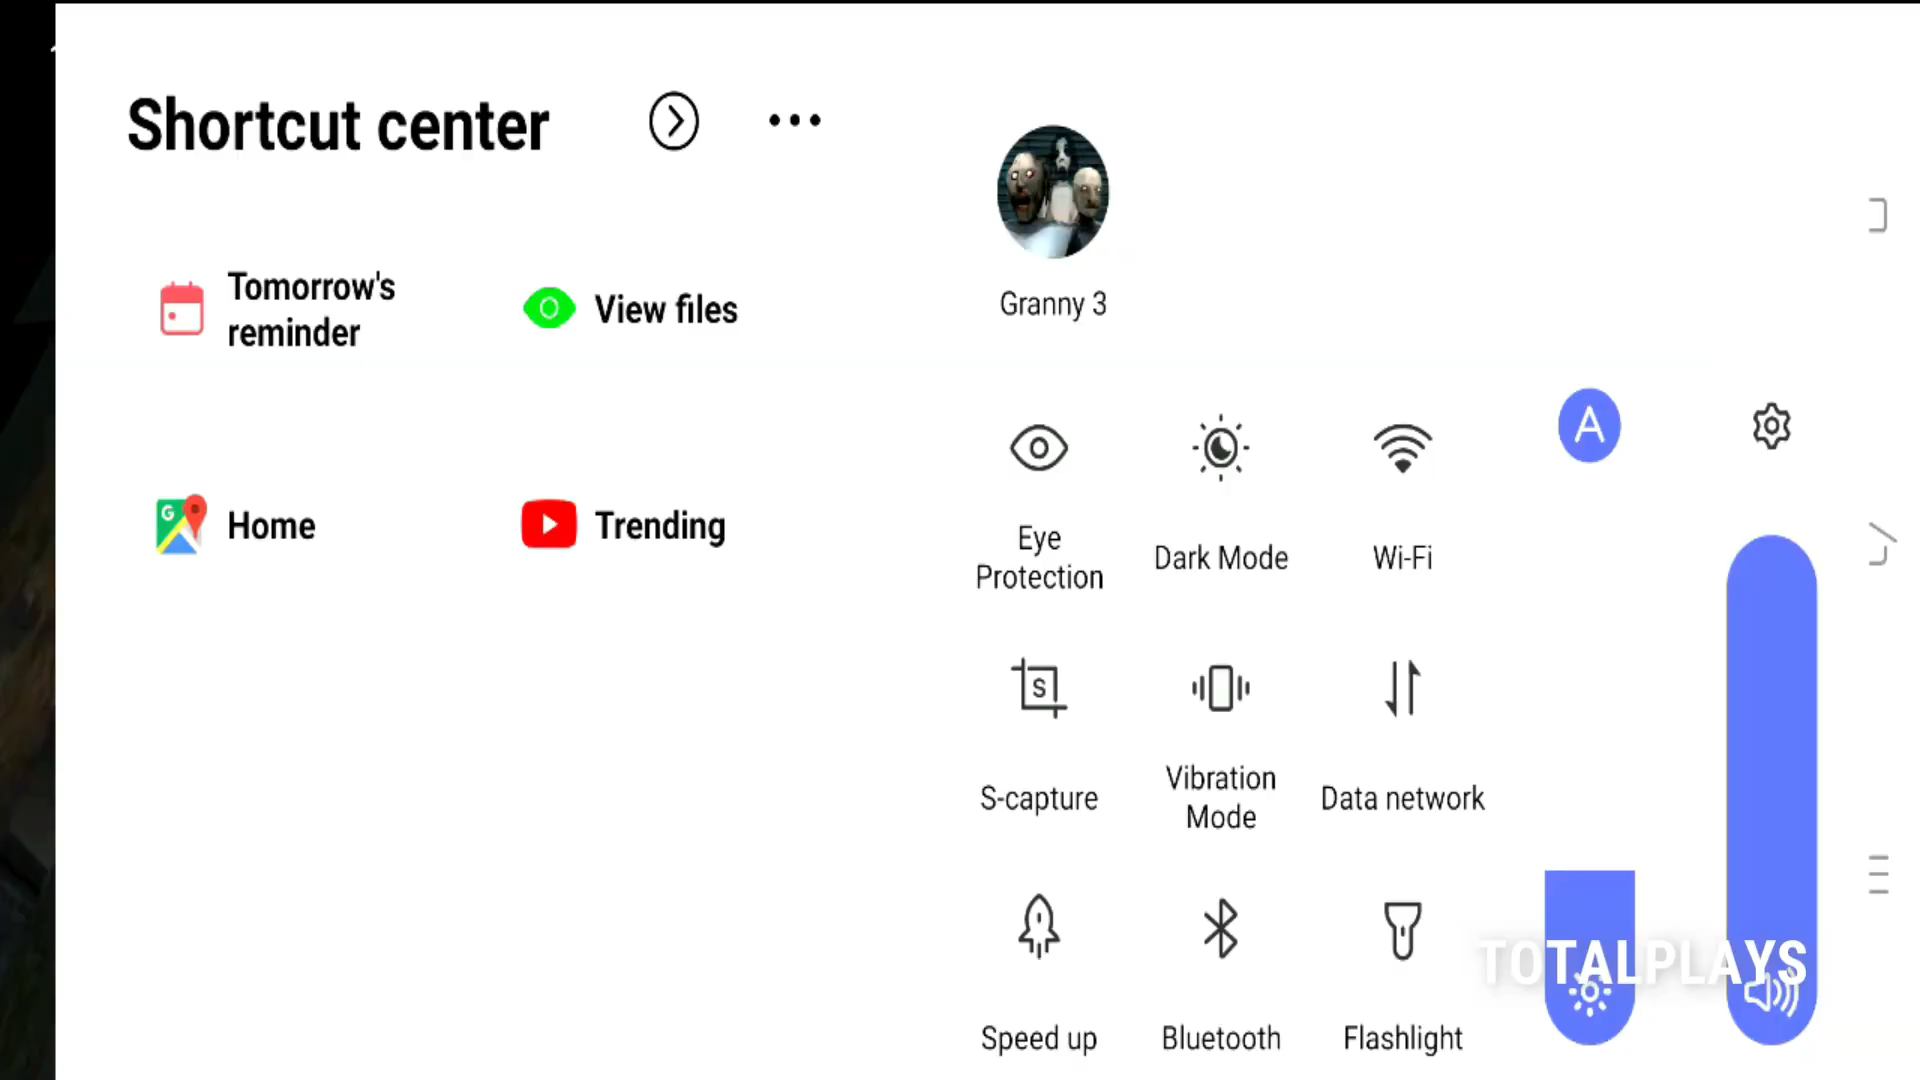 Shortcut center
Tomorrow's
reminder
View files
Home
Trending
Granny 3
A
Eye
Protection
Dark Mode
Wi-Fi
S-capture
Vibration
Mode
Data network
Speed up
Bluetooth
Flashlight
TOTALPLAYS